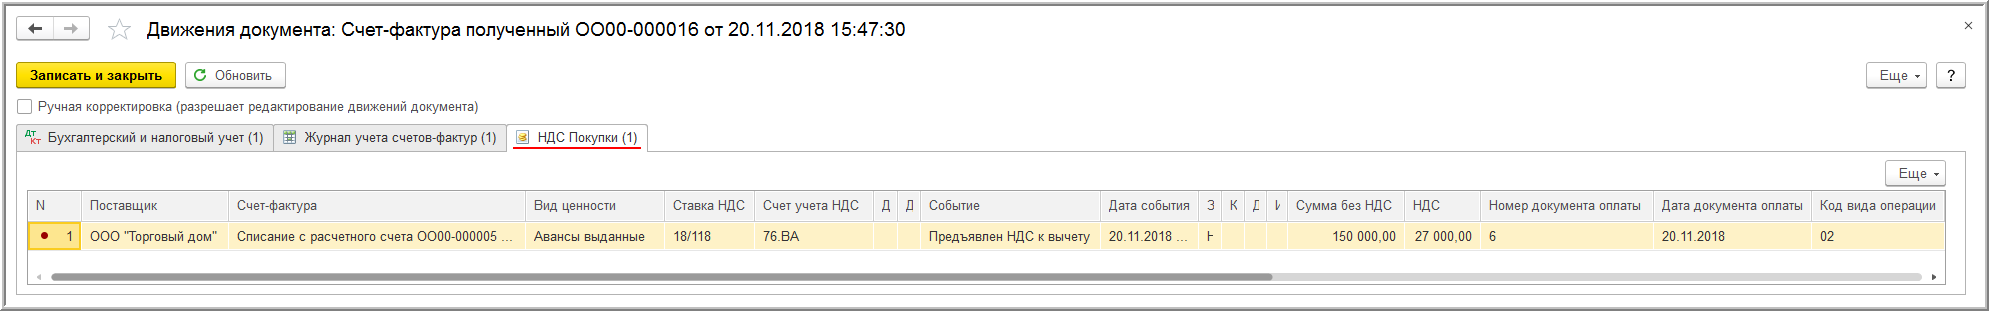 Движения документа: Счет-фактура полученный ОО00-000016 от 20.11.2018 15:47:30
Записать и закрыть Обновить Еще ?
Ручная корректировка (разрешает редактирование движений документа)
Дт Кт Бухгалтерский и налоговый учет (1) Журнал учета счетов-фактур (1) НДС Покупки (1)
Еще
N Поставщик Счет-фактура Вид ценности Ставка НДС Счет учета НДС Д Д Событие Дата события З К Д И Сумма без НДС НДС Номер документа оплаты Дата документа оплаты Код вида операции
1 ООО "Торговый дом" Списание с расчетного счета ОО00-000005 ... Авансы выданные 18/118 76.ВА Предъявлен НДС к вычету 20.11.2018 ... Н 150 000,00 27 000,00 6 20.11.2018 02